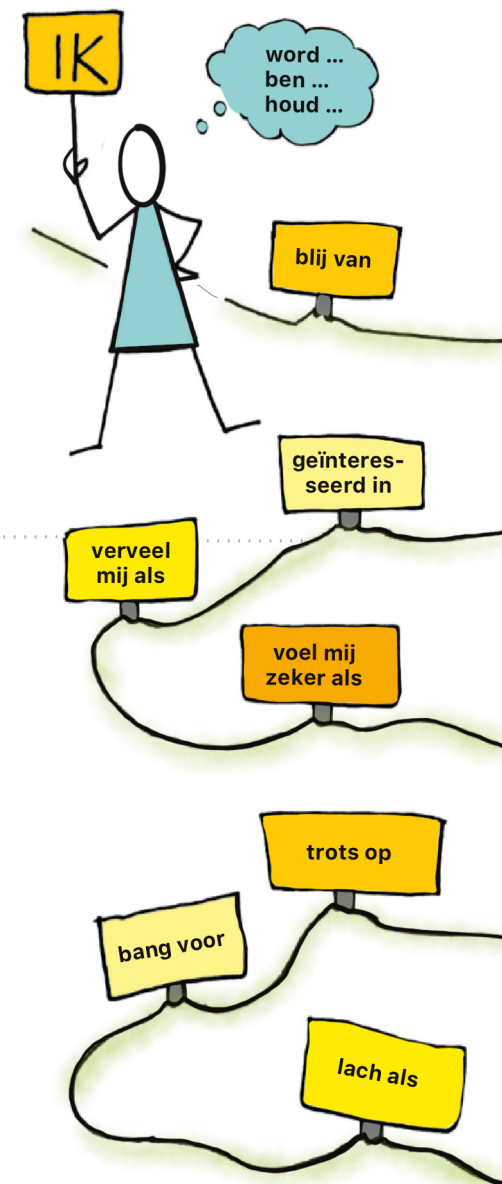 IK
word ...
ben ...
houd ...
blij van
geïnteres-
seerd in
verveel
mij als
voel mij
zeker als
trots op
bang voor
lach als